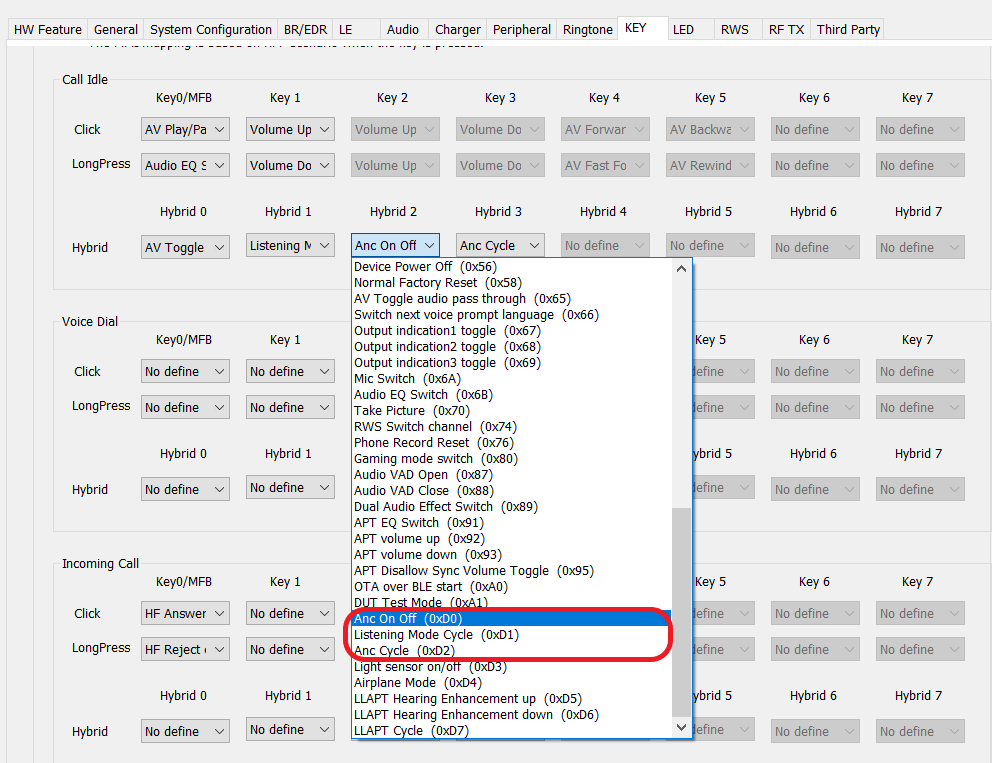 HW Feature General System Configuration BR/EDR LE Audio Charger Peripheral Ringtone KEY LED RWS RF TX Third Party
Call Idle
Key0/MFB Key 1 Key 2 Key 3 Key 4 Key 5 Key 6 Key 7
Click AV Play/Pa Volume Up Volume Up Volume Do AV Forwar AV Backwa No define No define
LongPress Audio EQ S Volume Do Volume Up Volume Do AV Fast Fo AV Rewind No define No define
Hybrid 0 Hybrid 1 Hybrid 2 Hybrid 3 Hybrid 4 Hybrid 5 Hybrid 6 Hybrid 7
Hybrid AV Toggle Listening M Anc On Off Anc Cycle No define No define No define No define
Device Power Off (0x56)
Normal Factory Reset (0x58)
AV Toggle audio pass through (0x65)
Switch next voice prompt language (0x66)
Output indication1 toggle (0x67)
Output indication2 toggle (0x68)
Output indication3 toggle (0x69)
Mic Switch (0x6A)
Audio EQ Switch (0x6B)
Take Picture (0x70)
RWS Switch channel (0x74)
Phone Record Reset (0x76)
Gaming mode switch (0x80)
Audio VAD Open (0x87)
Audio VAD Close (0x88)
Dual Audio Effect Switch (0x89)
APT EQ Switch (0x91)
APT volume up (0x92)
APT volume down (0x93)
APT Disallow Sync Volume Toggle (0x95)
OTA over BLE start (0xA0)
DUT Test Mode (0xA1)
Anc On Off (0xD0)
Listening Mode Cycle (0xD1)
Anc Cycle (0xD2)
Light sensor on/off (0xD3)
Airplane Mode (0xD4)
LLAPT Hearing Enhancement up (0xD5)
LLAPT Hearing Enhancement down (0xD6)
LLAPT Cycle (0xD7)
Voice Dial
Key0/MFB Key 1 Key 5 Key 6 Key 7
Click No define No define define No define No define
LongPress No define No define define No define No define
Hybrid 0 Hybrid 1 ybrid 5 Hybrid 6 Hybrid 7
Hybrid No define No define define No define No define
Incoming Call
Key0/MFB Key 1 Key 5 Key 6 Key 7
Click HF Answer No define define No define No define
LongPress HF Reject No define define No define No define
Hybrid 0 Hybrid 1 ybrid 5 Hybrid 6 Hybrid 7
Hybrid No define No define define No define No define